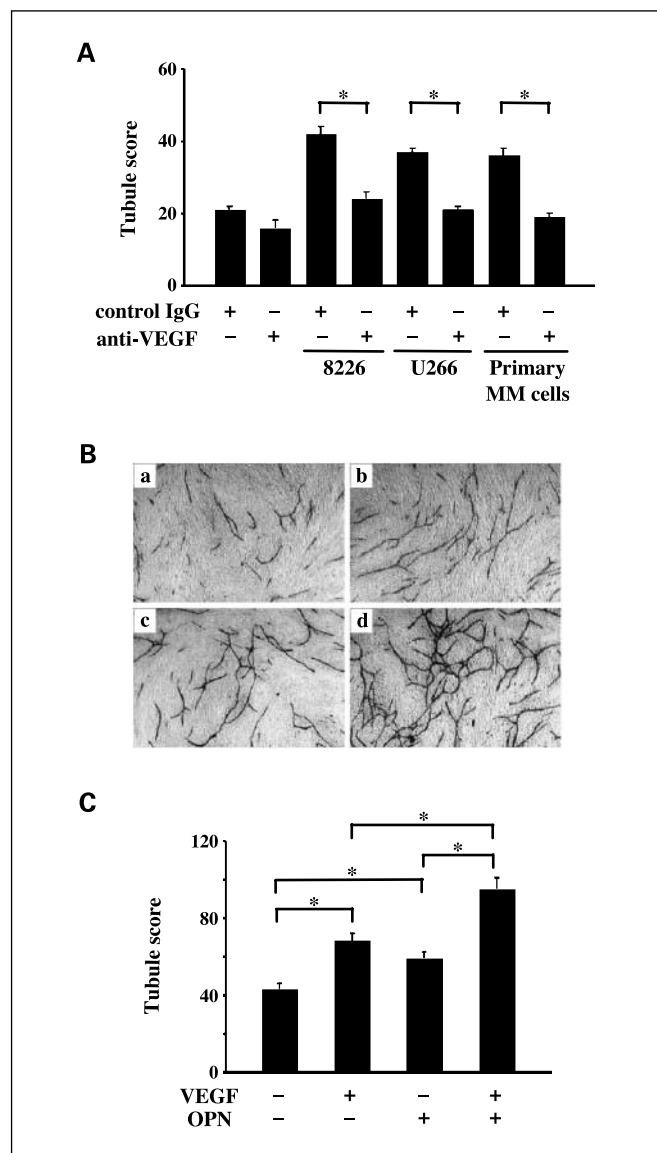 A
Tubule score
60
40
20
0
* * *
control IgG + – + – + – + –
anti-VEGF – + – + – + – +
8226 U266 Primary
MM cells
B
a b
c d
C
Tubule score
120
80
40
0
*
*
*
*
VEGF – + – +
OPN – – + +